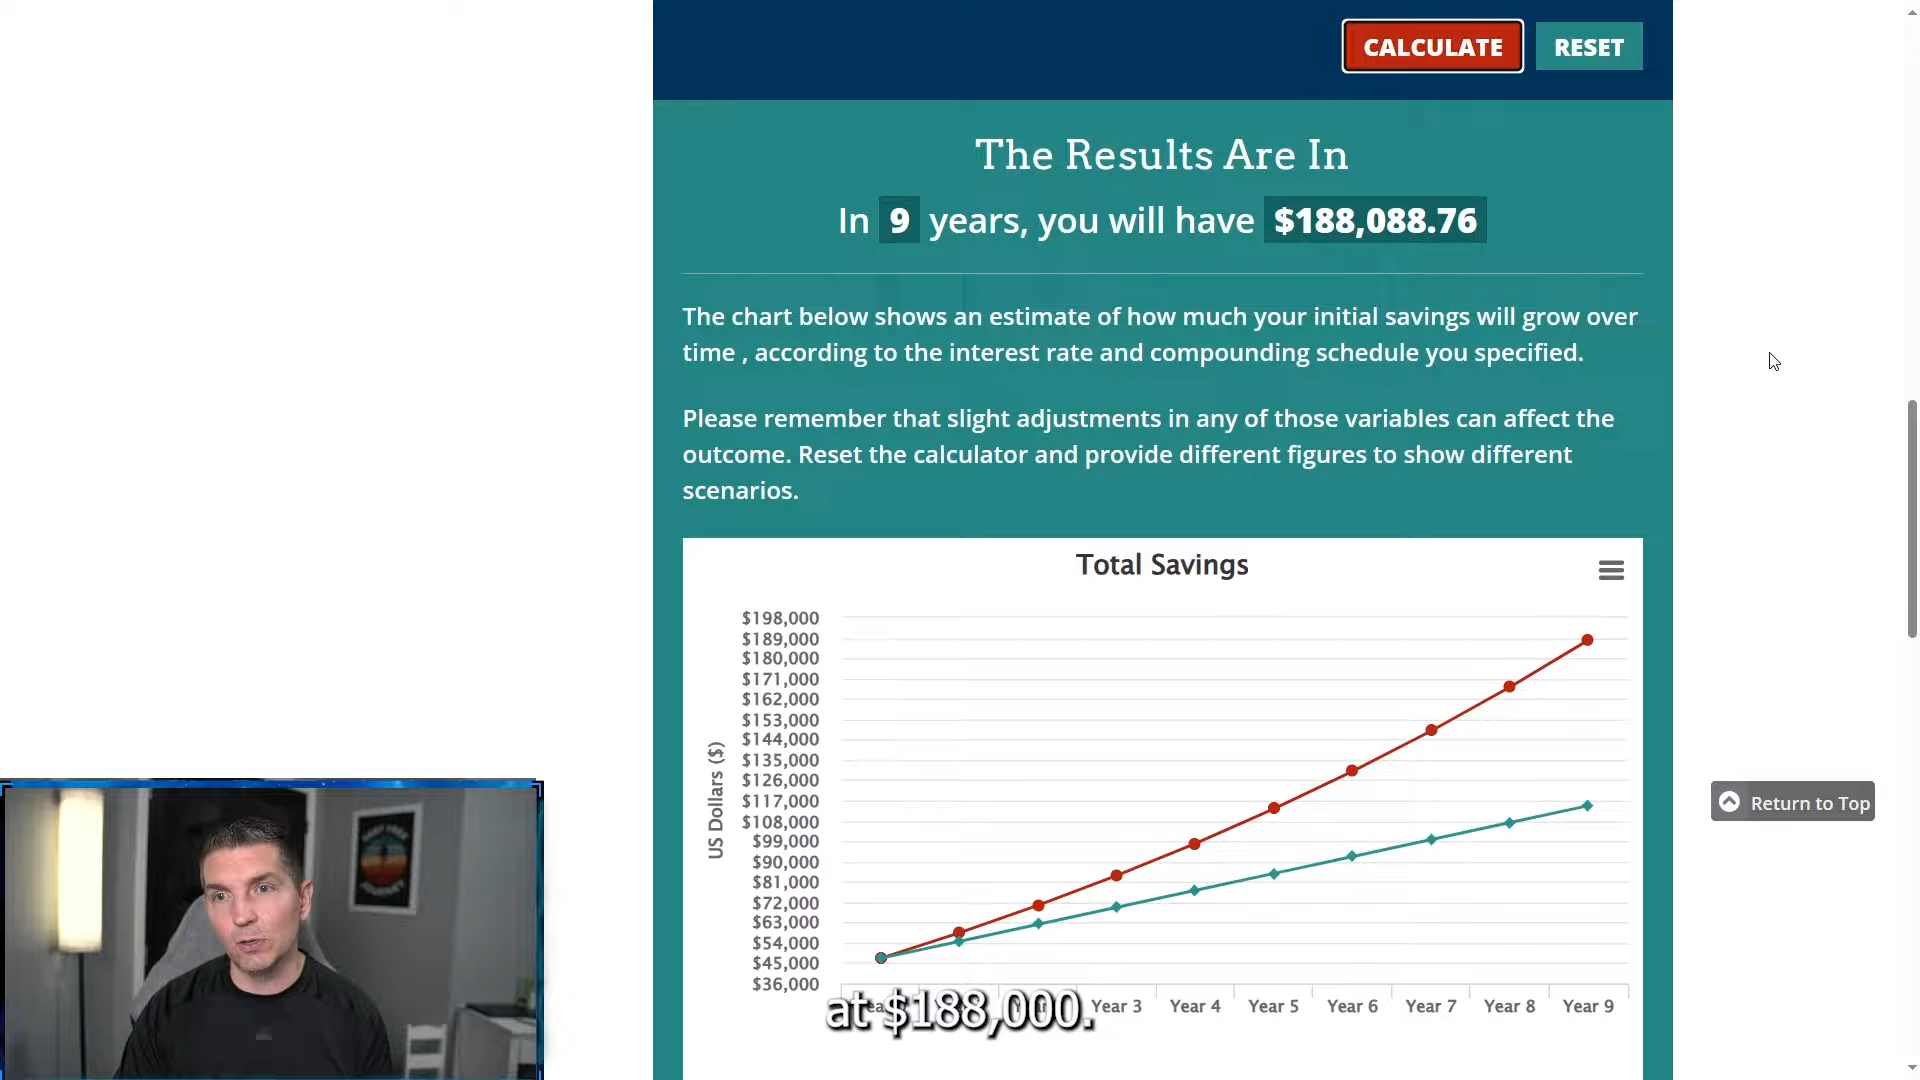 CALCULATE
RESET
The Results Are In
In 9 years, you will have $188,088.76
The chart below shows an estimate of how much your initial savings will grow over
time , according to the interest rate and compounding schedule you specified.
Please remember that slight adjustments in any of those variables can affect the
outcome. Reset the calculator and provide different figures to show different
scenarios.
Total Savings
$198,000
$189,000
$180,000
$171,000
$162,000
$153,000
$144,000
$135,000
$126,000
$117,000
$108,000
$99,000
$90,000
$81,000
$72,000
$63,000
$54,000
$45,000
$36,000
US Dollars ($)
Year 3 Year 4 Year 5 Year 6 Year 7 Year 8 Year 9
at $188,000.
Return to Top